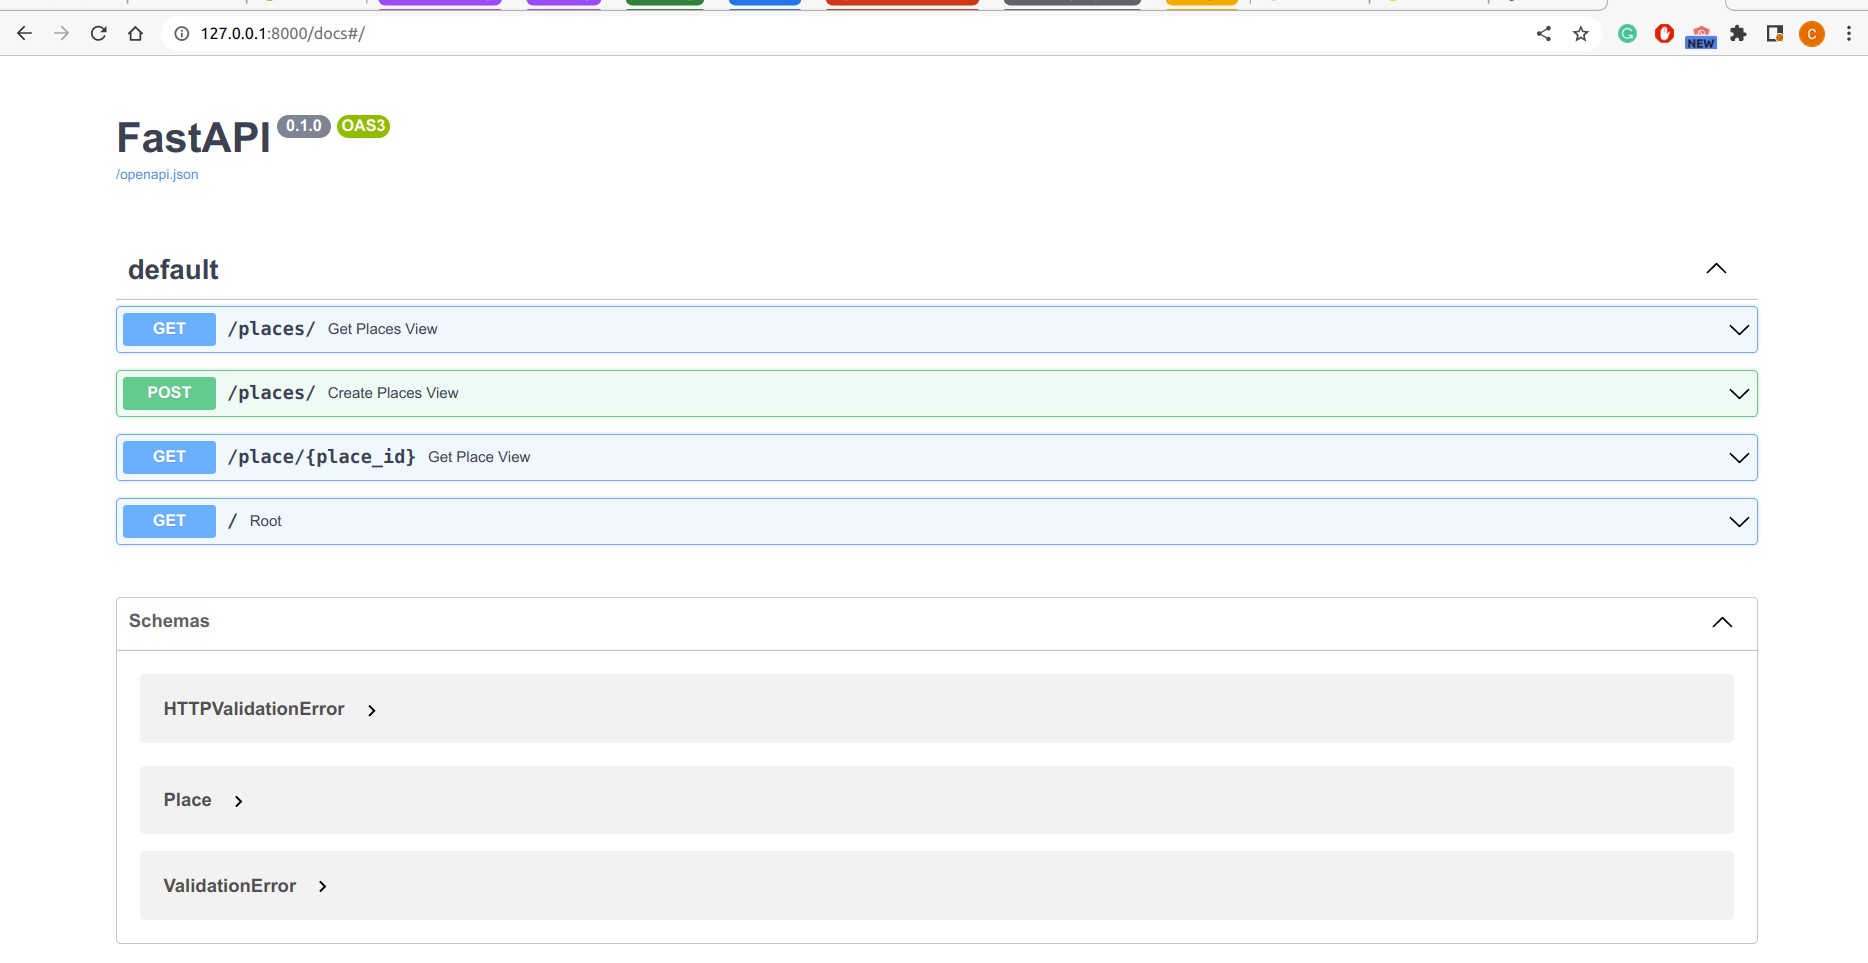 127.0.0.1:8000/docs#/
NEW
C
FastAPI 0.1.0 OAS3
/openapi.json
default
GET /places/ Get Places View
POST /places/ Create Places View
GET /place/{place_id} Get Place View
GET / Root
Schemas
HTTPValidationError
Place
ValidationError